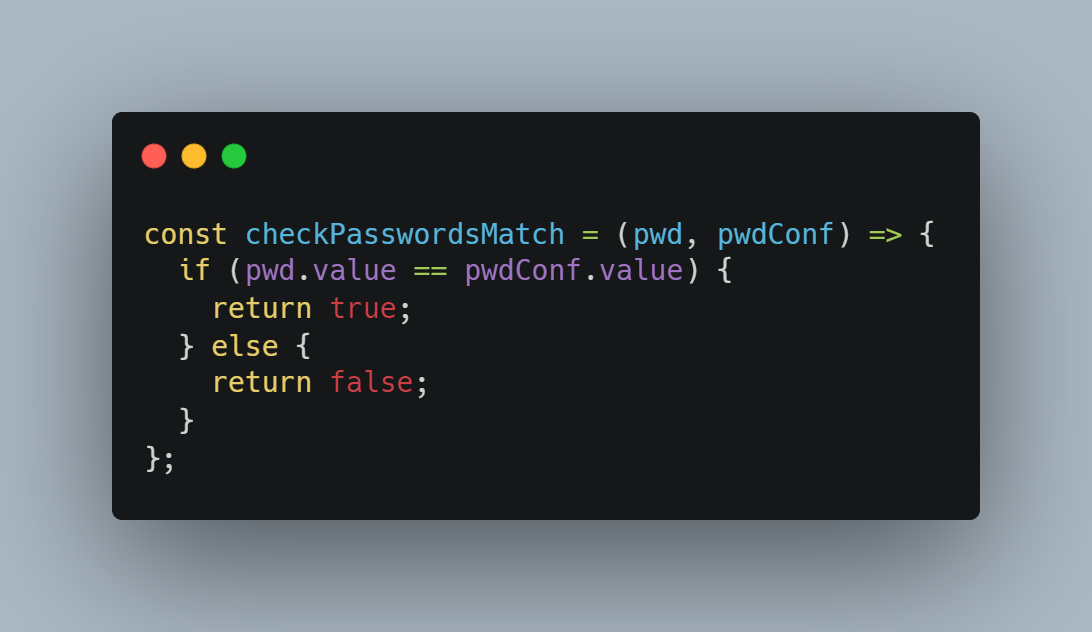 const checkPasswordsMatch = (pwd, pwdConf) => {
  if (pwd.value == pwdConf.value) {
    return true;
  } else {
    return false;
  }
};